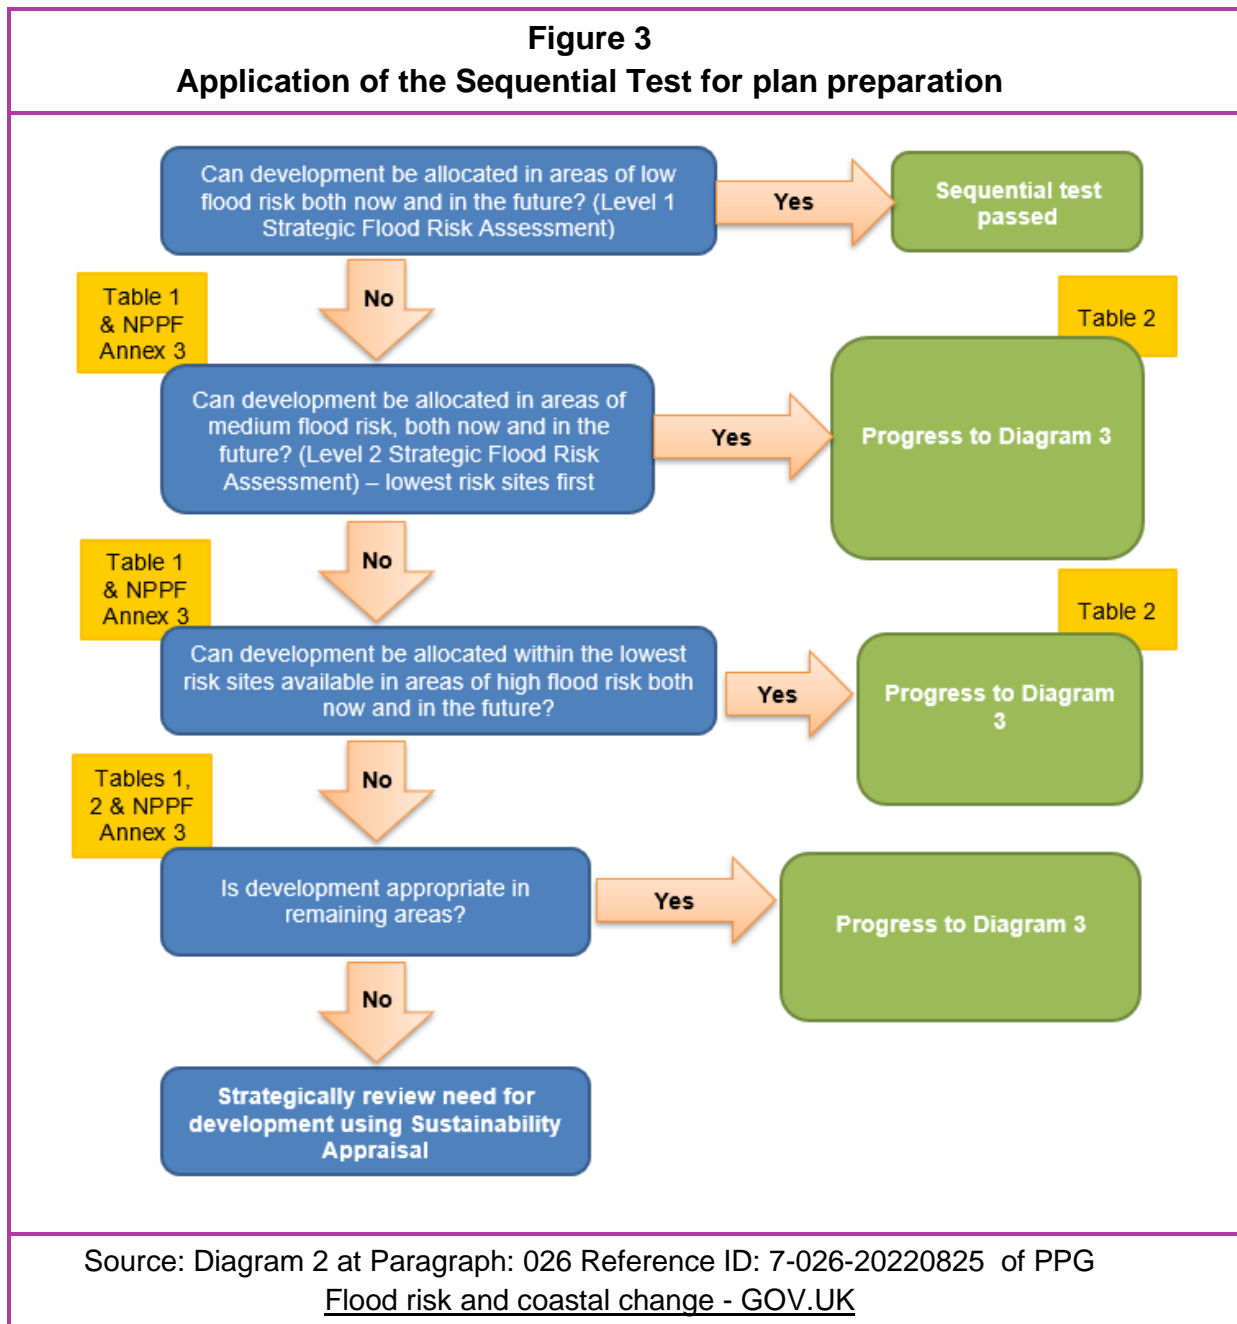 Figure 3
Application of the Sequential Test for plan preparation
Can development be allocated in areas of low
flood risk both now and in the future? (Level 1
Strategic Flood Risk Assessment)
Yes
Sequential test
passed
No
Table 1
& NPPF
Annex 3
Table 2
Can development be allocated in areas of
medium flood risk, both now and in the
future? (Level 2 Strategic Flood Risk
Assessment) – lowest risk sites first
Yes
Progress to Diagram 3
No
Table 1
& NPPF
Annex 3
Table 2
Can development be allocated within the lowest
risk sites available in areas of high flood risk both
now and in the future?
Yes
Progress to Diagram
3
No
Tables 1,
2 & NPPF
Annex 3
Is development appropriate in
remaining areas?
Yes
Progress to Diagram 3
No
Strategically review need for
development using Sustainability
Appraisal
Source: Diagram 2 at Paragraph: 026 Reference ID: 7-026-20220825 of PPG
Flood risk and coastal change - GOV.UK